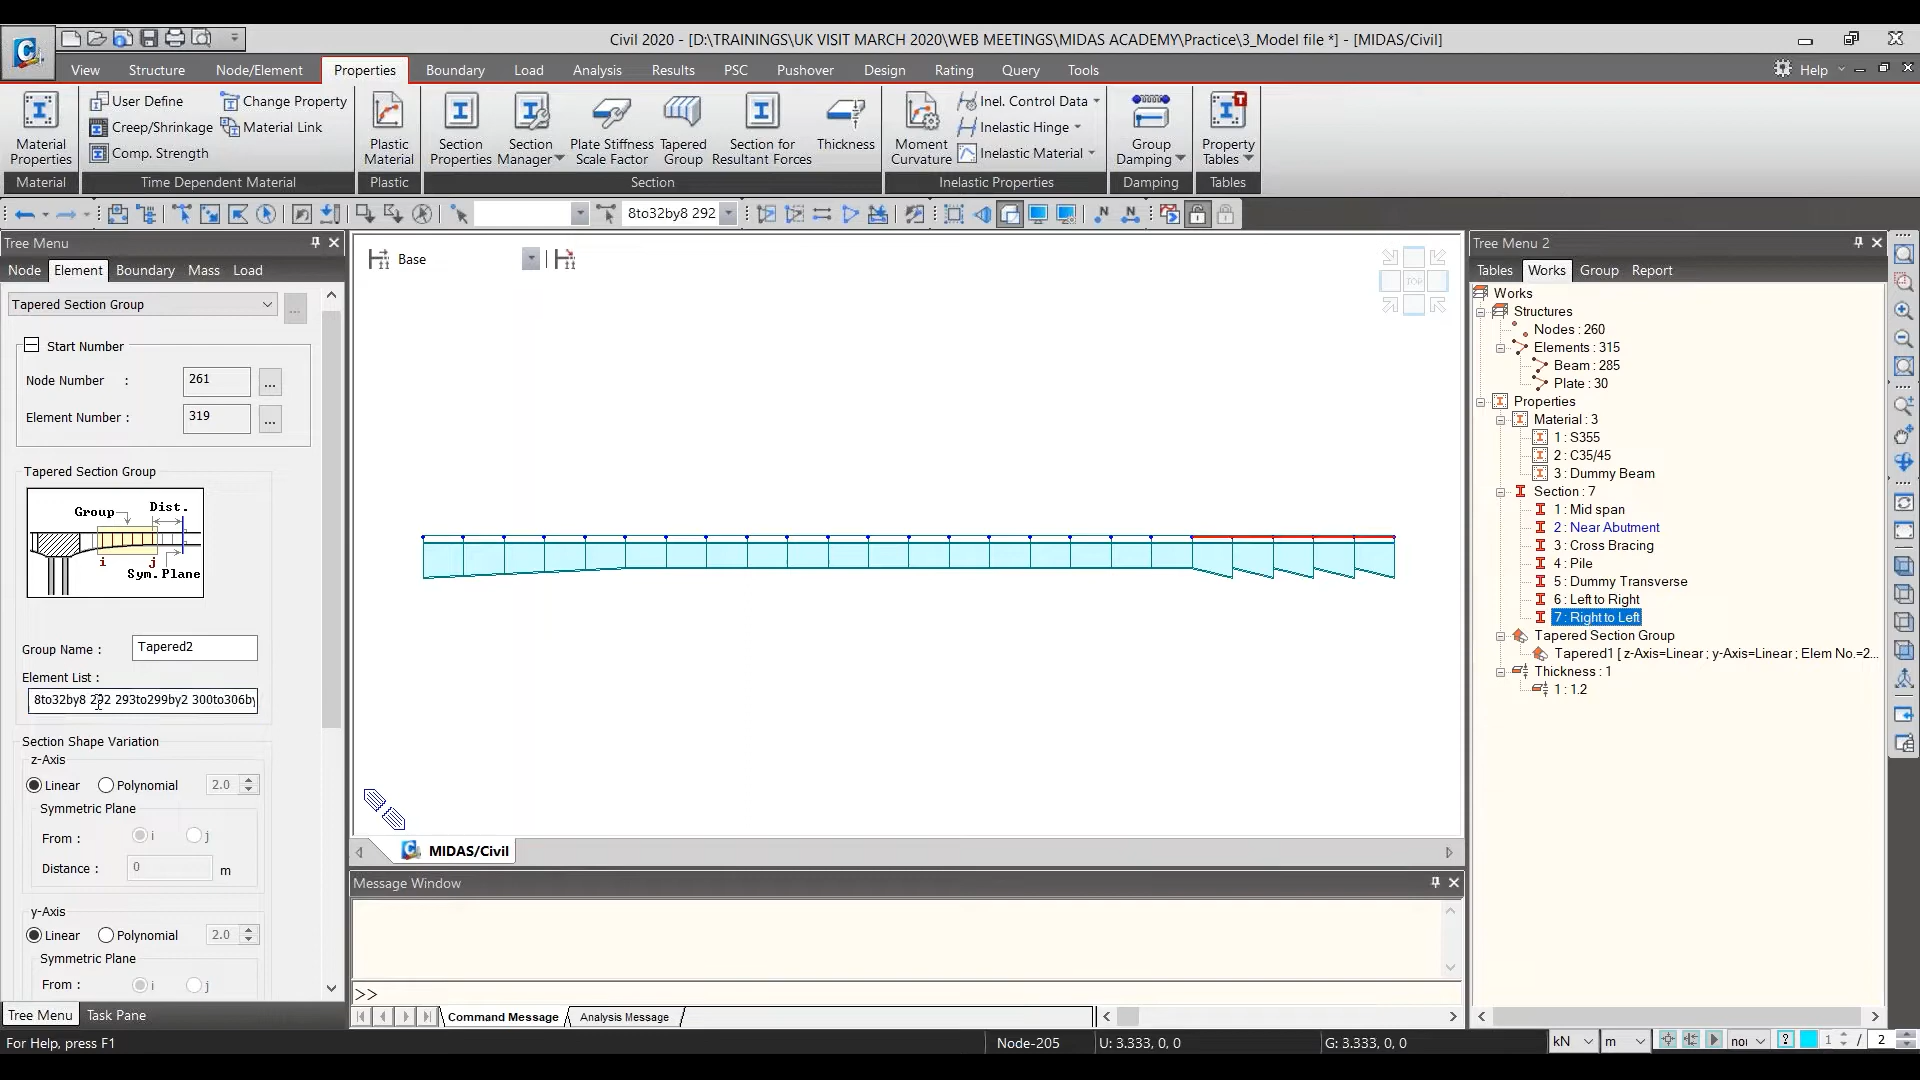 Civil 2020 - [D:\TRAININGS\UK VISIT MARCH 2020\WEB MEETINGS\MIDAS ACADEMY\Practice\3_Model file *] - [MIDAS/Civil]
View Structure Node/Element Properties Boundary Load Analysis Results PSC Pushover Design Rating Query Tools Help
Material Properties
User Define
Creep/Shrinkage
Comp. Strength
Change Property
Material Link
Plastic Material
Section Properties
Section Manager
Plate Stiffness Scale Factor
Tapered Group
Section for Resultant Forces
Thickness
Moment Curvature
Inel. Control Data
Inelastic Hinge
Inelastic Material
Group Damping
Property Tables
Material Time Dependent Material Plastic Section Inelastic Properties Damping Tables
8to32by8 292
Tree Menu
Node Element Boundary Mass Load
Tapered Section Group
...
Start Number
Node Number : 261 ...
Element Number : 319 ...
Tapered Section Group
Group Dist.
i j
Sym. Plane
Group Name : Tapered2
Element List :
8to32by8 292 293to299by2 300to306by
Section Shape Variation
z-Axis
Linear Polynomial 2.0
Symmetric Plane
From : i j
Distance : 0 m
y-Axis
Linear Polynomial 2.0
Symmetric Plane
From : i j
Tree Menu Task Pane
Base
TOP
MIDAS/Civil
Message Window
>>
Command Message Analysis Message
Tree Menu 2
Tables Works Group Report
Works
Structures
Nodes : 260
Elements : 315
Beam : 285
Plate : 30
Properties
Material : 3
1 : S355
2 : C35/45
3 : Dummy Beam
Section : 7
1 : Mid span
2 : Near Abutment
3 : Cross Bracing
4 : Pile
5 : Dummy Transverse
6 : Left to Right
7 : Right to Left
Tapered Section Group
Tapered1 [ z-Axis=Linear ; y-Axis=Linear ; Elem No.=2...
Thickness : 1
1 : 1.2
For Help, press F1
Node-205
U: 3.333, 0, 0
G: 3.333, 0, 0
kN m nor ? 1 / 2